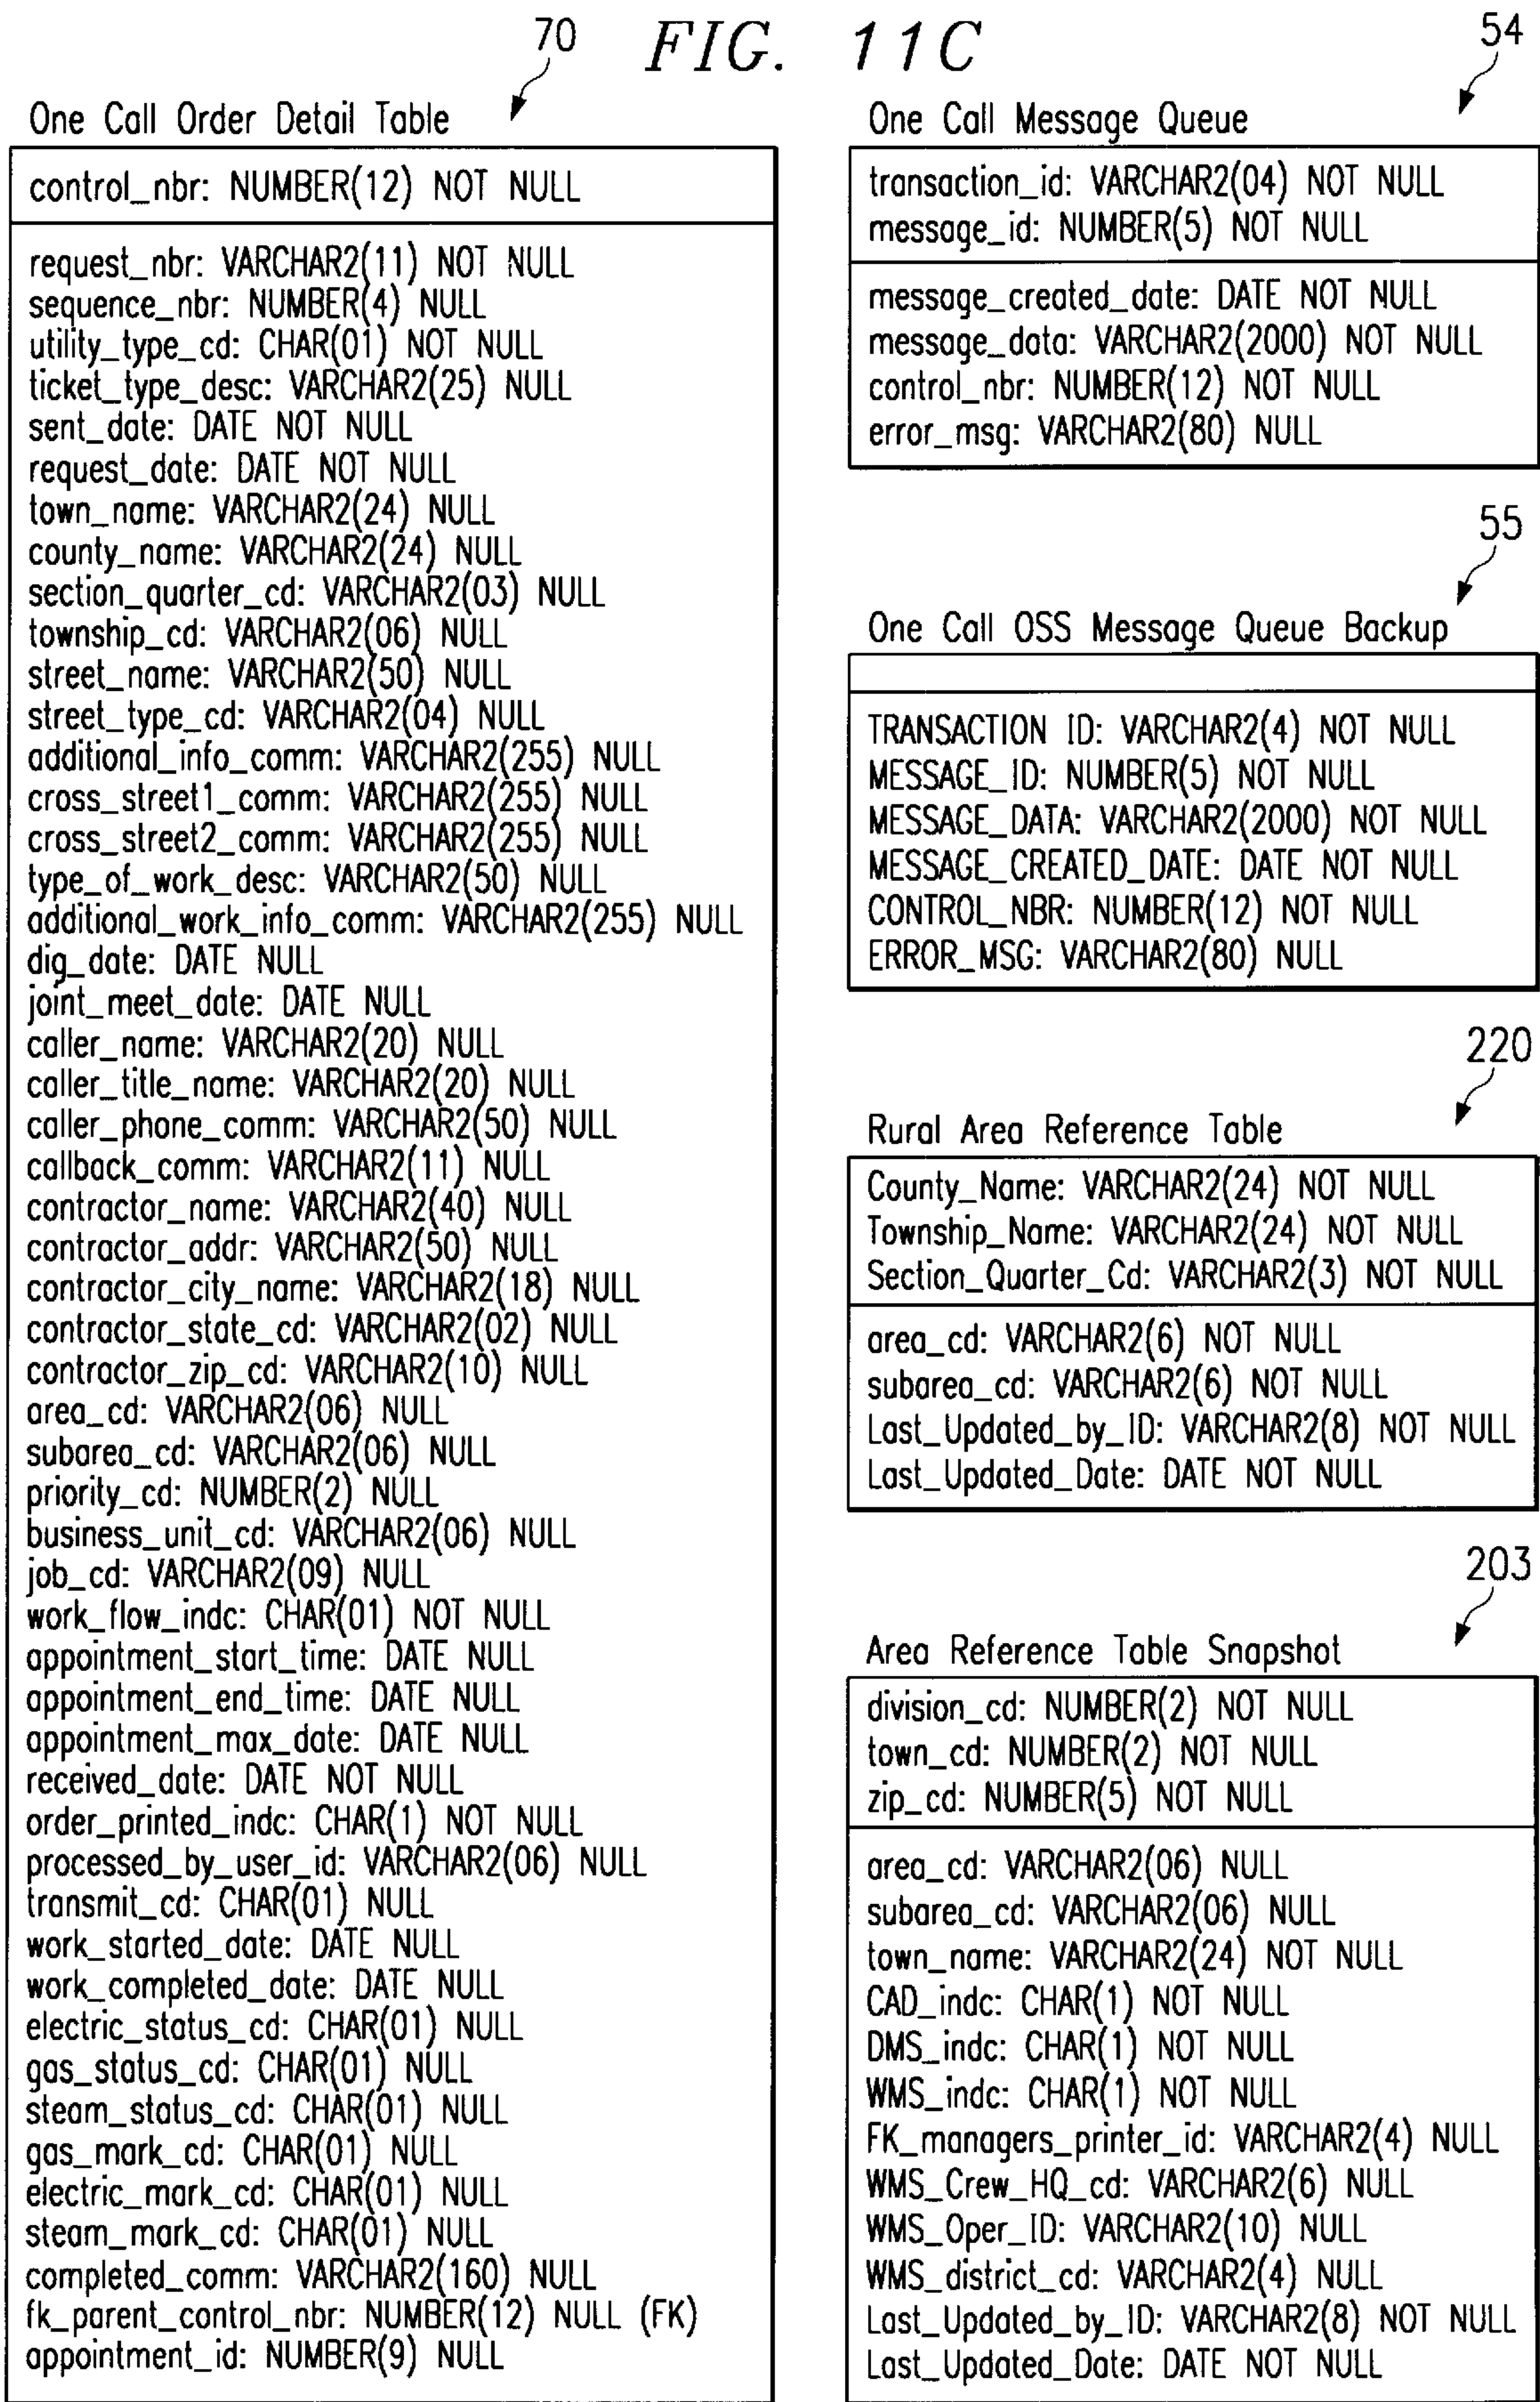 FIG. 11C
70
One Call Order Detail Table
control_nbr: NUMBER(12) NOT NULL
request_nbr: VARCHAR2(11) NOT NULL
sequence_nbr: NUMBER(4) NULL
utility_type_cd: CHAR(01) NOT NULL
ticket_type_desc: VARCHAR2(25) NULL
sent_date: DATE NOT NULL
request_date: DATE NOT NULL
town_name: VARCHAR2(24) NULL
county_name: VARCHAR2(24) NULL
section_quarter_cd: VARCHAR2(03) NULL
township_cd: VARCHAR2(06) NULL
street_name: VARCHAR2(50) NULL
street_type_cd: VARCHAR2(04) NULL
additional_info_comm: VARCHAR2(255) NULL
cross_street1_comm: VARCHAR2(255) NULL
cross_street2_comm: VARCHAR2(255) NULL
type_of_work_desc: VARCHAR2(50) NULL
additional_work_info_comm: VARCHAR2(255) NULL
dig_date: DATE NULL
joint_meet_date: DATE NULL
caller_name: VARCHAR2(20) NULL
caller_title_name: VARCHAR2(20) NULL
caller_phone_comm: VARCHAR2(50) NULL
callback_comm: VARCHAR2(11) NULL
contractor_name: VARCHAR2(40) NULL
contractor_addr: VARCHAR2(50) NULL
contractor_city_name: VARCHAR2(18) NULL
contractor_state_cd: VARCHAR2(02) NULL
contractor_zip_cd: VARCHAR2(10) NULL
area_cd: VARCHAR2(06) NULL
subarea_cd: VARCHAR2(06) NULL
priority_cd: NUMBER(2) NULL
business_unit_cd: VARCHAR2(06) NULL
job_cd: VARCHAR2(09) NULL
work_flow_indc: CHAR(01) NOT NULL
appointment_start_time: DATE NULL
appointment_end_time: DATE NULL
appointment_max_date: DATE NULL
received_date: DATE NOT NULL
order_printed_indc: CHAR(1) NOT NULL
processed_by_user_id: VARCHAR2(06) NULL
transmit_cd: CHAR(01) NULL
work_started_date: DATE NULL
work_completed_date: DATE NULL
electric_status_cd: CHAR(01) NULL
gas_status_cd: CHAR(01) NULL
steam_status_cd: CHAR(01) NULL
gas_mark_cd: CHAR(01) NULL
electric_mark_cd: CHAR(01) NULL
steam_mark_cd: CHAR(01) NULL
completed_comm: VARCHAR2(160) NULL
fk_parent_control_nbr: NUMBER(12) NULL (FK)
appointment_id: NUMBER(9) NULL
54
One Call Message Queue
transaction_id: VARCHAR2(04) NOT NULL
message_id: NUMBER(5) NOT NULL
message_created_date: DATE NOT NULL
message_data: VARCHAR2(2000) NOT NULL
control_nbr: NUMBER(12) NOT NULL
error_msg: VARCHAR2(80) NULL
55
One Call OSS Message Queue Backup
TRANSACTION ID: VARCHAR2(4) NOT NULL
MESSAGE_ID: NUMBER(5) NOT NULL
MESSAGE_DATA: VARCHAR2(2000) NOT NULL
MESSAGE_CREATED_DATE: DATE NOT NULL
CONTROL_NBR: NUMBER(12) NOT NULL
ERROR_MSG: VARCHAR2(80) NULL
220
Rural Area Reference Table
County_Name: VARCHAR2(24) NOT NULL
Township_Name: VARCHAR2(24) NOT NULL
Section_Quarter_Cd: VARCHAR2(3) NOT NULL
area_cd: VARCHAR2(6) NOT NULL
subarea_cd: VARCHAR2(6) NOT NULL
Last_Updated_by_ID: VARCHAR2(8) NOT NULL
Last_Updated_Date: DATE NOT NULL
203
Area Reference Table Snapshot
division_cd: NUMBER(2) NOT NULL
town_cd: NUMBER(2) NOT NULL
zip_cd: NUMBER(5) NOT NULL
area_cd: VARCHAR2(06) NULL
subarea_cd: VARCHAR2(06) NULL
town_name: VARCHAR2(24) NOT NULL
CAD_indc: CHAR(1) NOT NULL
DMS_indc: CHAR(1) NOT NULL
WMS_indc: CHAR(1) NOT NULL
FK_managers_printer_id: VARCHAR2(4) NULL
WMS_Crew_HQ_cd: VARCHAR2(6) NULL
WMS_Oper_ID: VARCHAR2(10) NULL
WMS_district_cd: VARCHAR2(4) NULL
Last_Updated_by_ID: VARCHAR2(8) NOT NULL
Last_Updated_Date: DATE NOT NULL